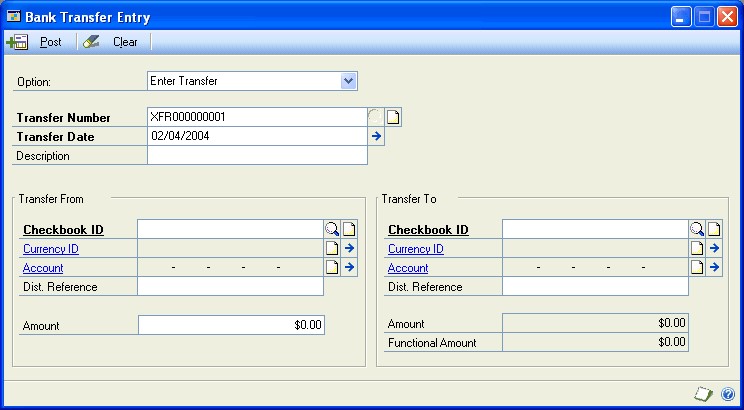 Bank Transfer Entry
Post Clear
Option: Enter Transfer
Transfer Number XFR000000001
Transfer Date 02/04/2004
Description
Transfer From
Checkbook ID
Currency ID
Account - - - -
Dist. Reference
Amount $0.00
Transfer To
Checkbook ID
Currency ID
Account - - - -
Dist. Reference
Amount $0.00
Functional Amount $0.00